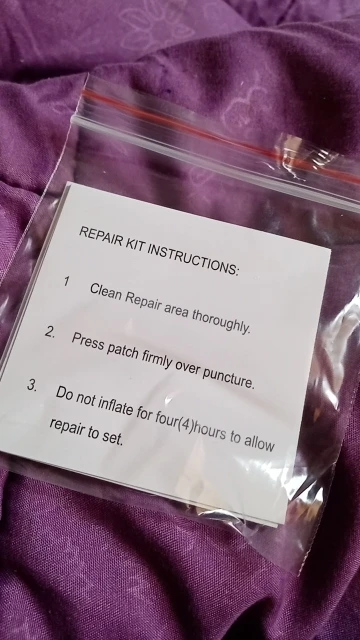 REPAIR KIT INSTRUCTIONS:
1 Clean Repair area thoroughly.
2. Press patch firmly over puncture.
3. Do not inflate for four(4)hours to allow
repair to set.